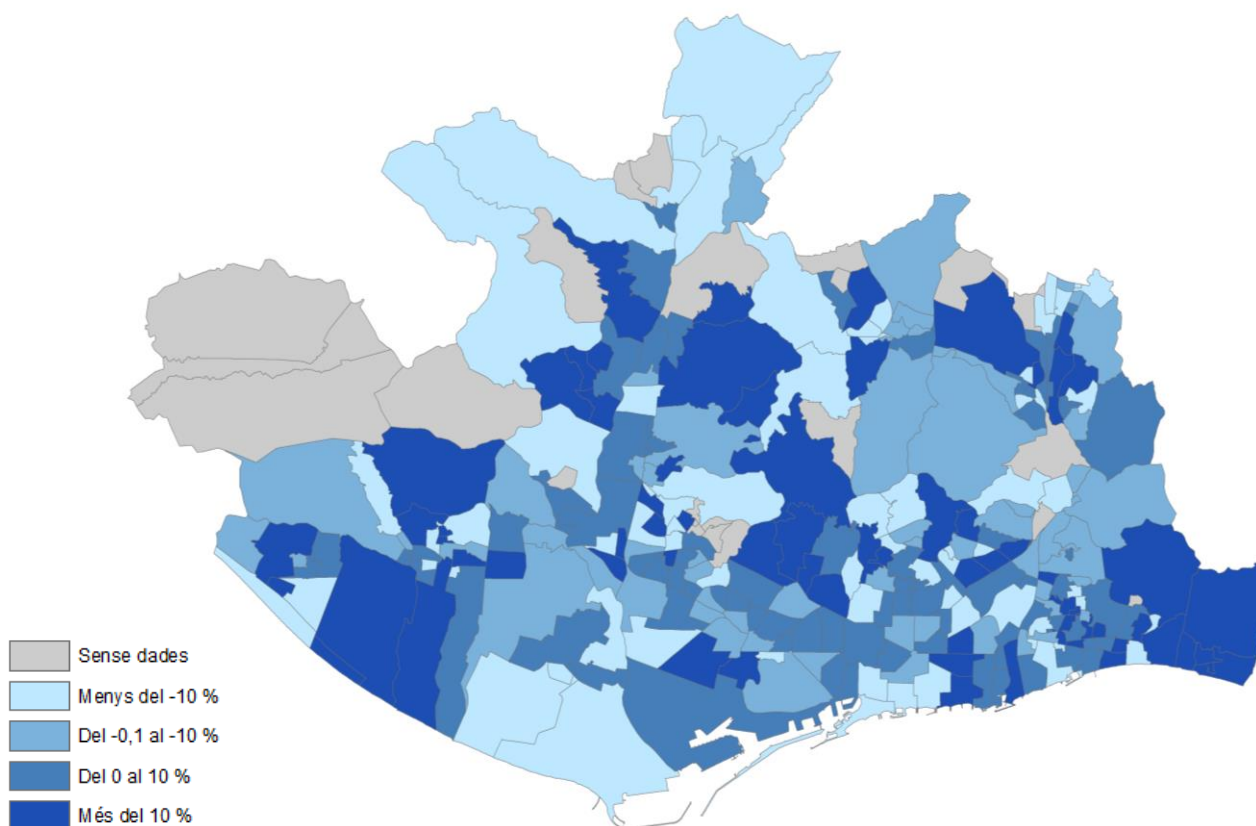 Sense dades
Menys del -10 %
Del -0,1 al -10 %
Del 0 al 10 %
Més del 10 %